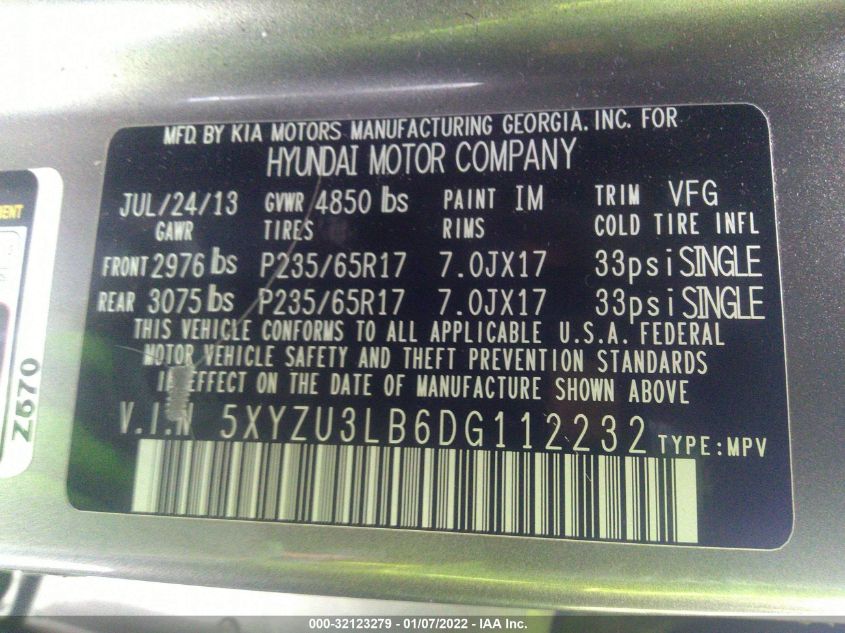 MFD. BY KIA MOTORS MANUFACTURING GEORGIA. INC. FOR
HYUNDAI MOTOR COMPANY
JUL/24/13 GVWR 4850 lbs PAINT IM TRIM VFG
GAWR TIRES RIMS COLD TIRE INFL
FRONT 2976 lbs P235/65R17 7.0JX17 33psi SINGLE
REAR 3075 lbs P235/65R17 7.0JX17 33psi SINGLE
THIS VEHICLE CONFORMS TO ALL APPLICABLE U.S.A. FEDERAL
MOTOR VEHICLE SAFETY AND THEFT PREVENTION STANDARDS
IN EFFECT ON THE DATE OF MANUFACTURE SHOWN ABOVE
V.I.N 5XYZU3LB6DG112232 TYPE:MPV
Z670
000-32123279 - 01/07/2022 - IAA Inc.